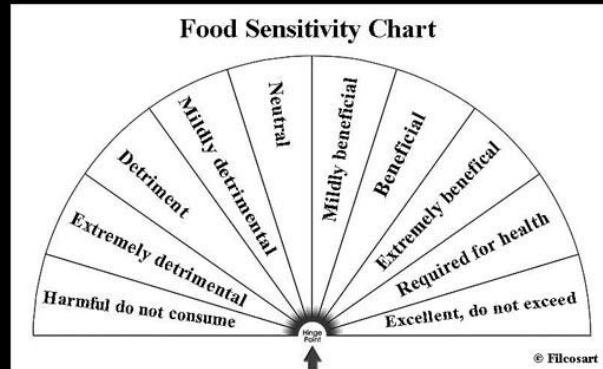 Food Sensitivity Chart
Harmful do not consume
Extremely detrimental
Detriment
Mildly detrimental
Neutral
Mildly beneficial
Beneficial
Extremely benefical
Required for health
Excellent, do not exceed
Hinge
Point
© Filcosart